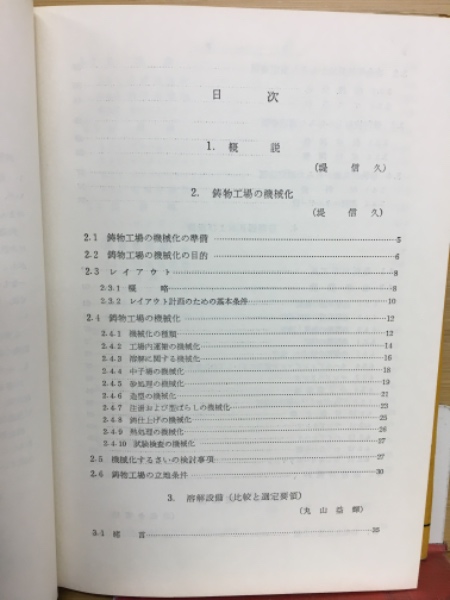 目 次
1. 概 説
(堤 信 久)
2. 鋳物工場の機械化
(堤 信 久)
2.1 鋳物工場の機械化の準備 5
2.2 鋳物工場の機械化の目的 6
2.3 レイアウト 8
2.3.1 概 略 8
2.3.2 レイアウト計画のための基本条件 10
2.4 鋳物工場の機械化 12
2.4.1 機械化の種類 12
2.4.2 工場内運搬の機械化 14
2.4.3 溶解に関する機械化 16
2.4.4 中子場の機械化 18
2.4.5 砂処理の機械化 19
2.4.6 造型の機械化 21
2.4.7 注湯および型ばらしの機械化 23
2.4.8 鋳仕上げの機械化 25
2.4.9 熱処理の機械化 26
2.4.10 試験検査の機械化 27
2.5 機械化するさいの検討事項 27
2.6 鋳物工場の立地条件 30
3. 溶解設備(比較と選定要領)
(丸 山 益 輝)
3.1 緒 言 35